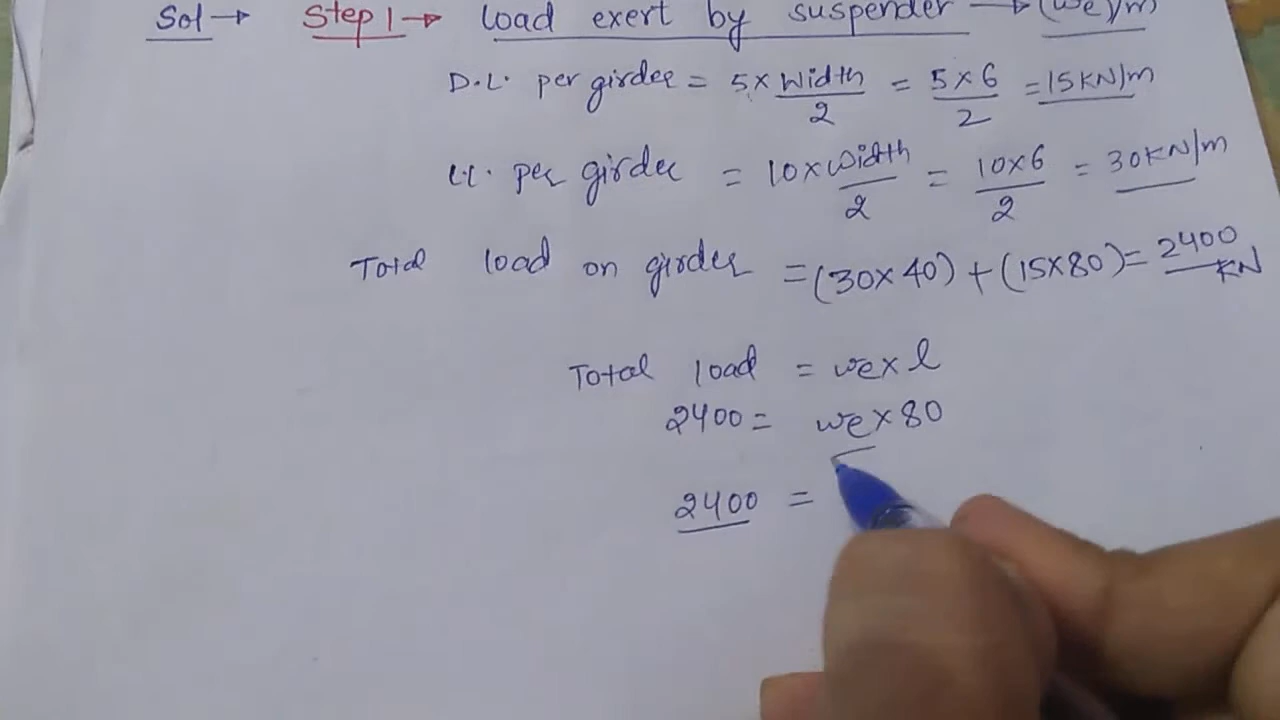 Sol → Step 1 → Load exert by suspender → (we)/m
D.L. per girder = 5 × Width/2 = 5 × 6/2 = 15 KN/m
L.L. per girder = 10 × Width/2 = 10 × 6/2 = 30 KN/m
Total load on girder = (30 × 40) + (15 × 80) = 2400 KN
Total load = we × l
2400 = we × 80
2400 =